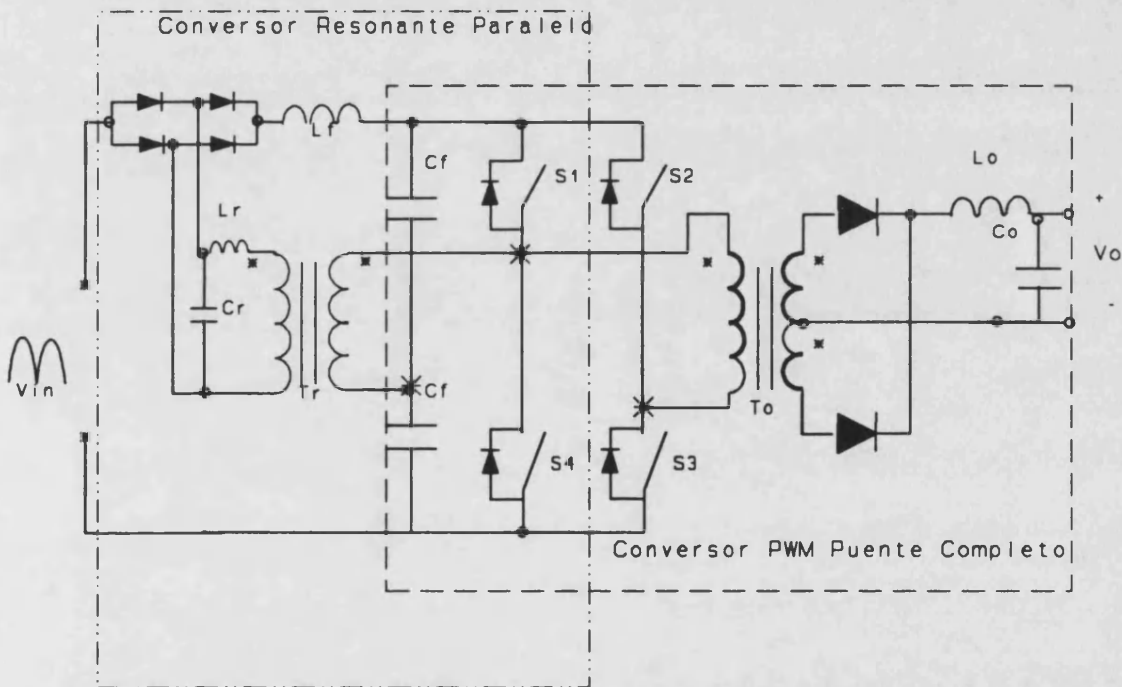 Conversor Resonante Paralelo
Lf
Cf
S1
S2
Lo
+
Lr
Co
Vo
Cr
-
Vin
Tr
Cf
To
S4
S3
Conversor PWM Puente Completo